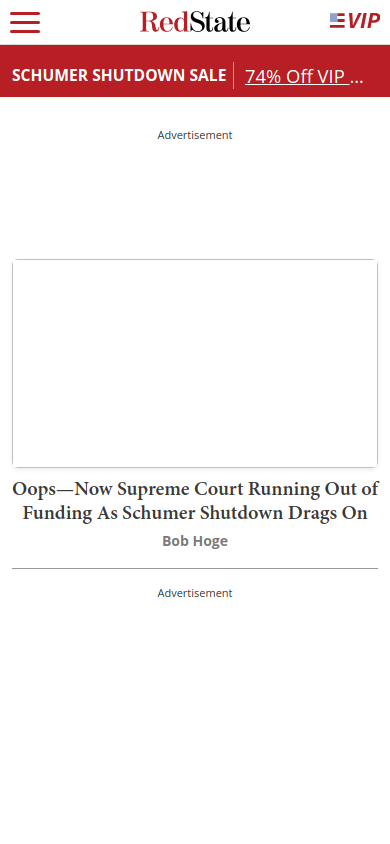 RedState
VIP
SCHUMER SHUTDOWN SALE
74% Off VIP ...
Advertisement
Oops—Now Supreme Court Running Out of
Funding As Schumer Shutdown Drags On
Bob Hoge
Advertisement